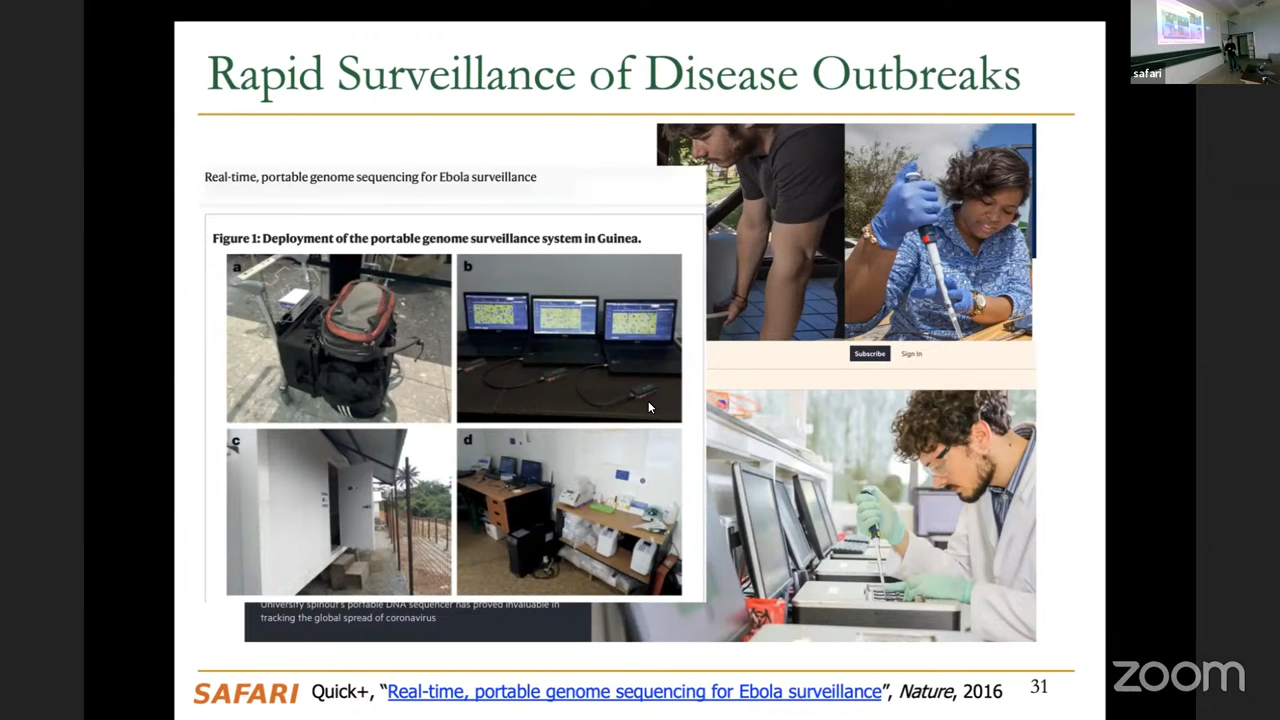 Rapid Surveillance of Disease Outbreaks
safari
Real-time, portable genome sequencing for Ebola surveillance
Figure 1: Deployment of the portable genome surveillance system in Guinea.
a
b
c
d
Subscribe
Sign In
University spinout's portable DNA sequencer has proved invaluable in
tracking the global spread of coronavirus
SAFARI
Quick+, “Real-time, portable genome sequencing for Ebola surveillance”, Nature, 2016
31
zoom